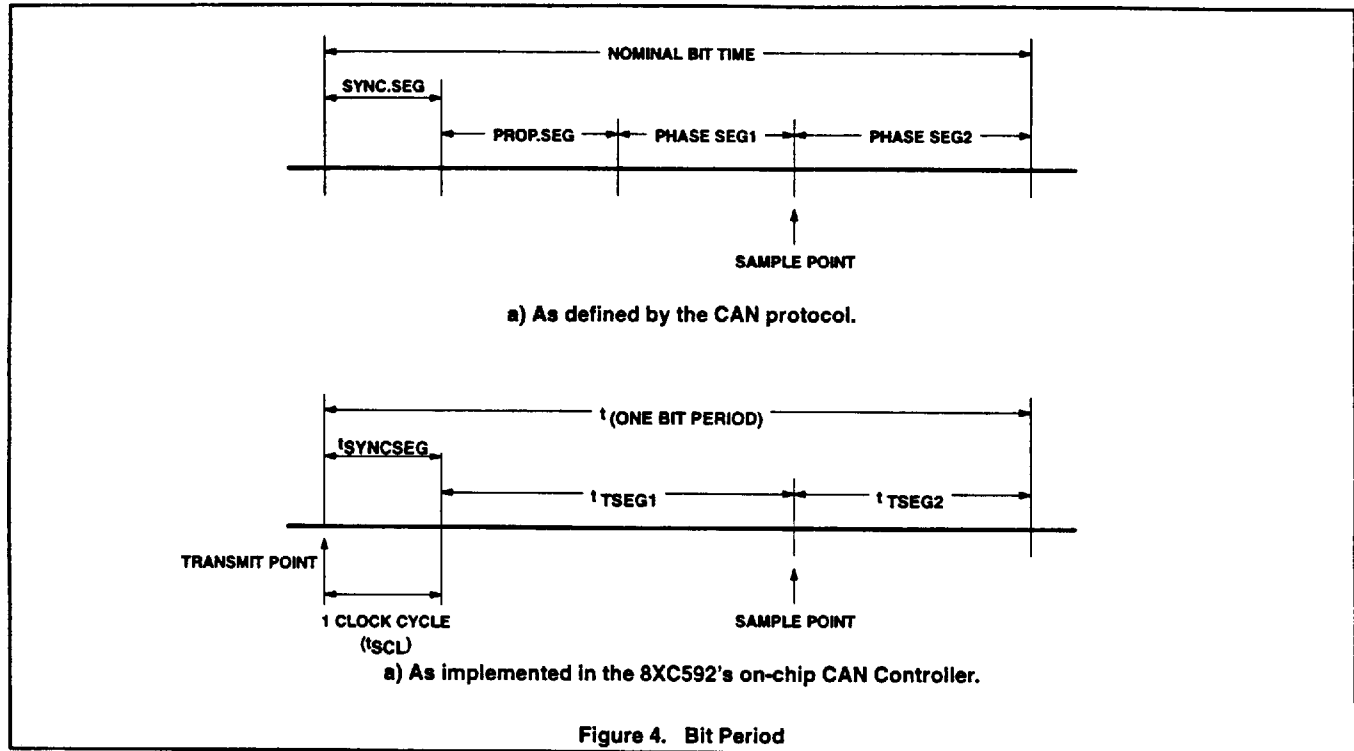 NOMINAL BIT TIME
SYNC.SEG
PROP.SEG PHASE SEG1 PHASE SEG2
SAMPLE POINT
a) As defined by the CAN protocol.
t (ONE BIT PERIOD)
tSYNCSEG
t TSEG1 t TSEG2
TRANSMIT POINT
1 CLOCK CYCLE SAMPLE POINT
(tSCL)
a) As implemented in the 8XC592's on-chip CAN Controller.
Figure 4. Bit Period